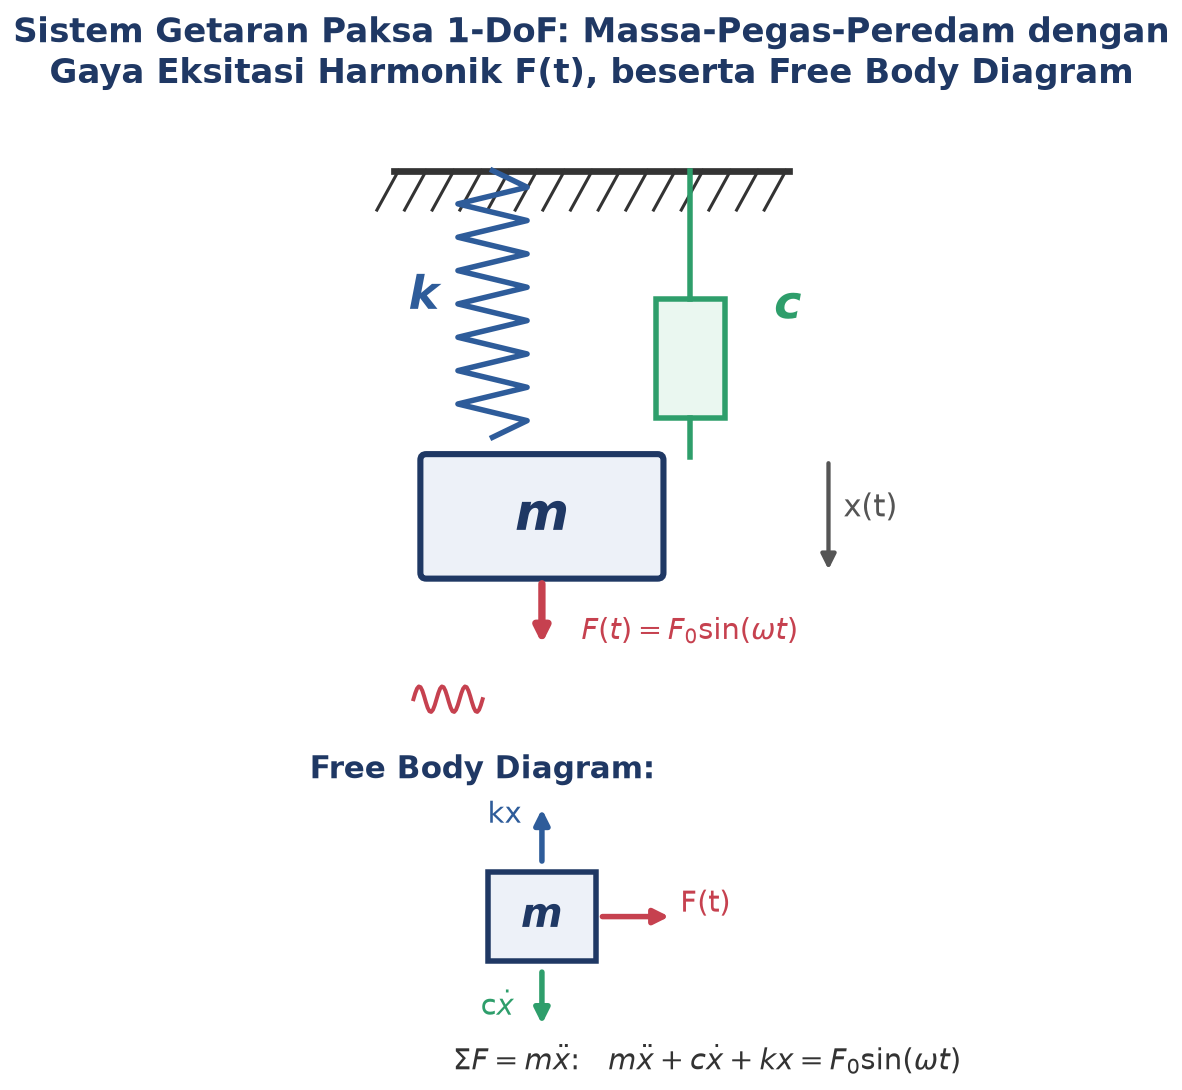 Sistem Getaran Paksa 1-DoF: Massa-Pegas-Peredam dengan
Gaya Eksitasi Harmonik F(t), beserta Free Body Diagram
k
c
m
x(t)
F(t) = F₀sin(ωt)
Free Body Diagram:
kx
m
F(t)
cẋ
ΣF = mẍ: mẍ + cẋ + kx = F₀sin(ωt)